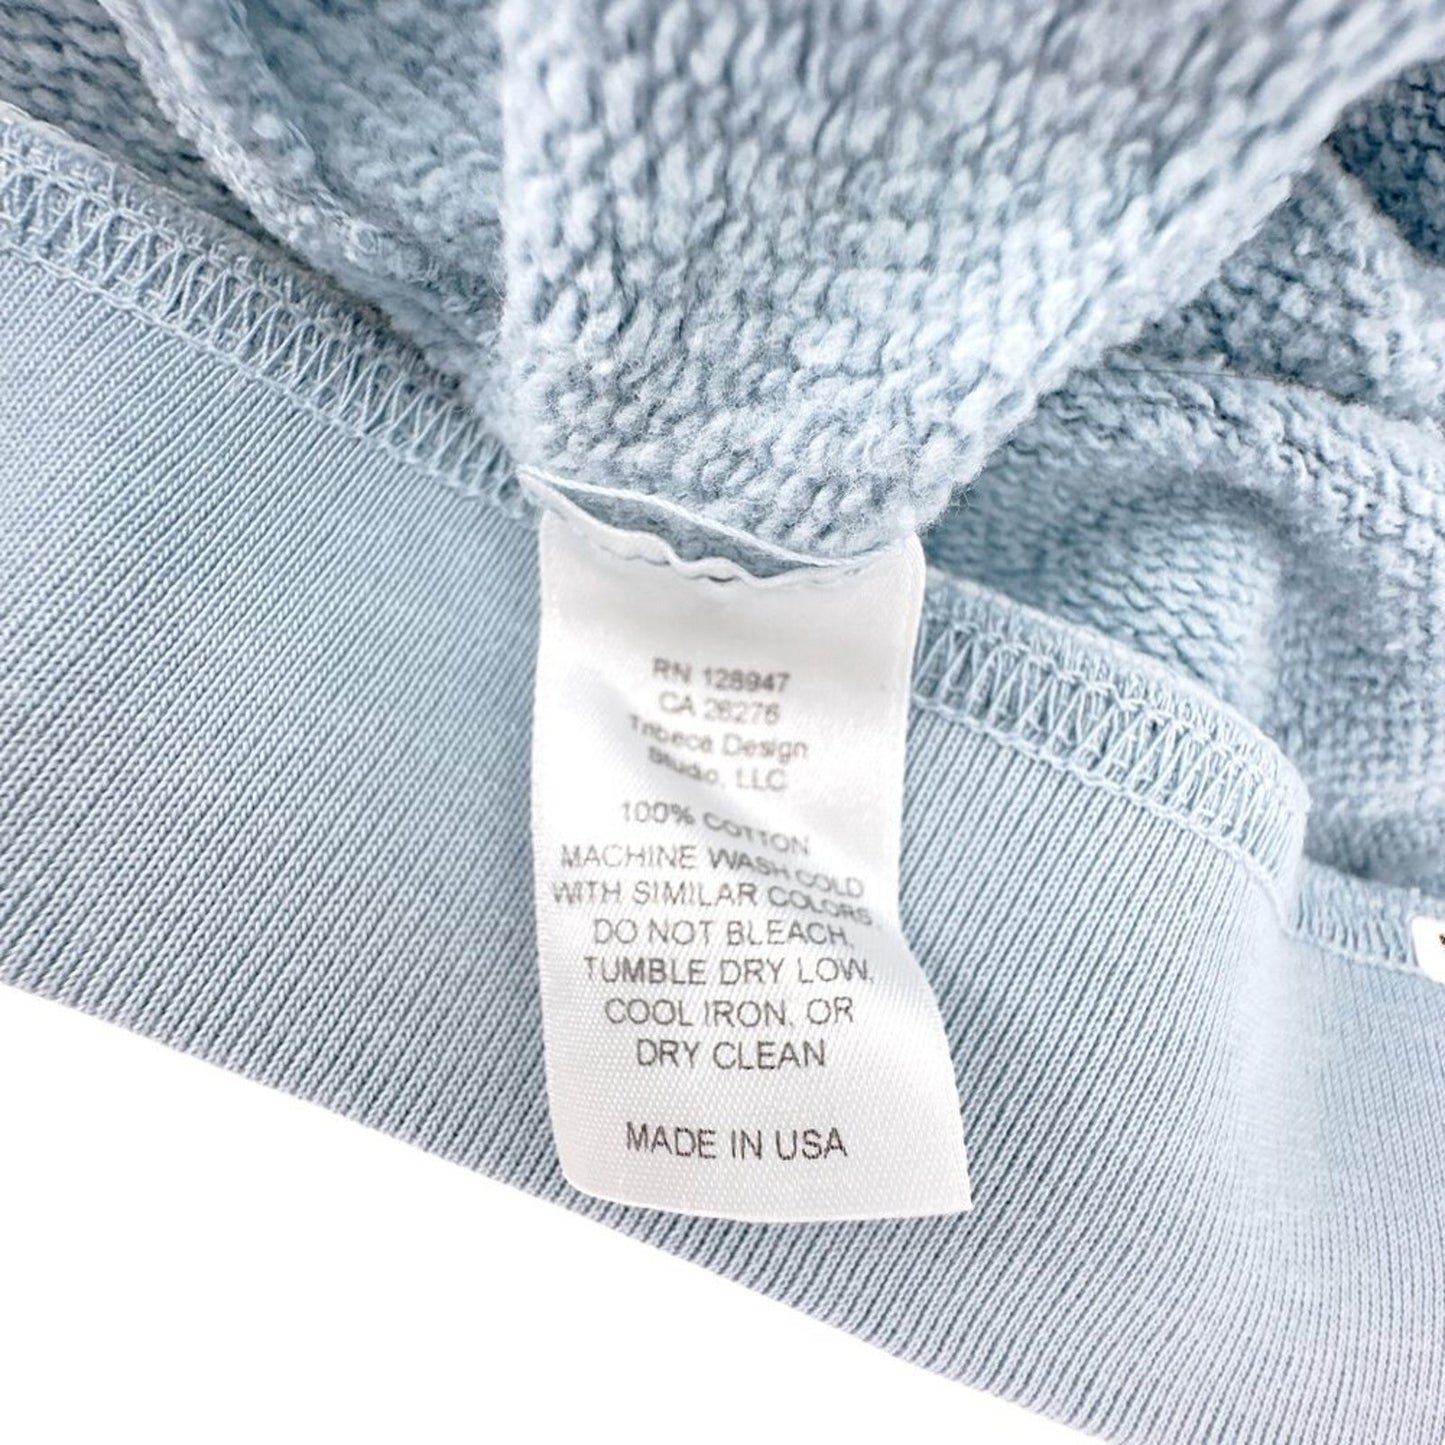 RN 128947
CA 26276
Tribeca Design
Studio, LLC
100% COTTON
MACHINE WASH COLD
WITH SIMILAR COLORS
DO NOT BLEACH,
TUMBLE DRY LOW,
COOL IRON, OR
DRY CLEAN
MADE IN USA